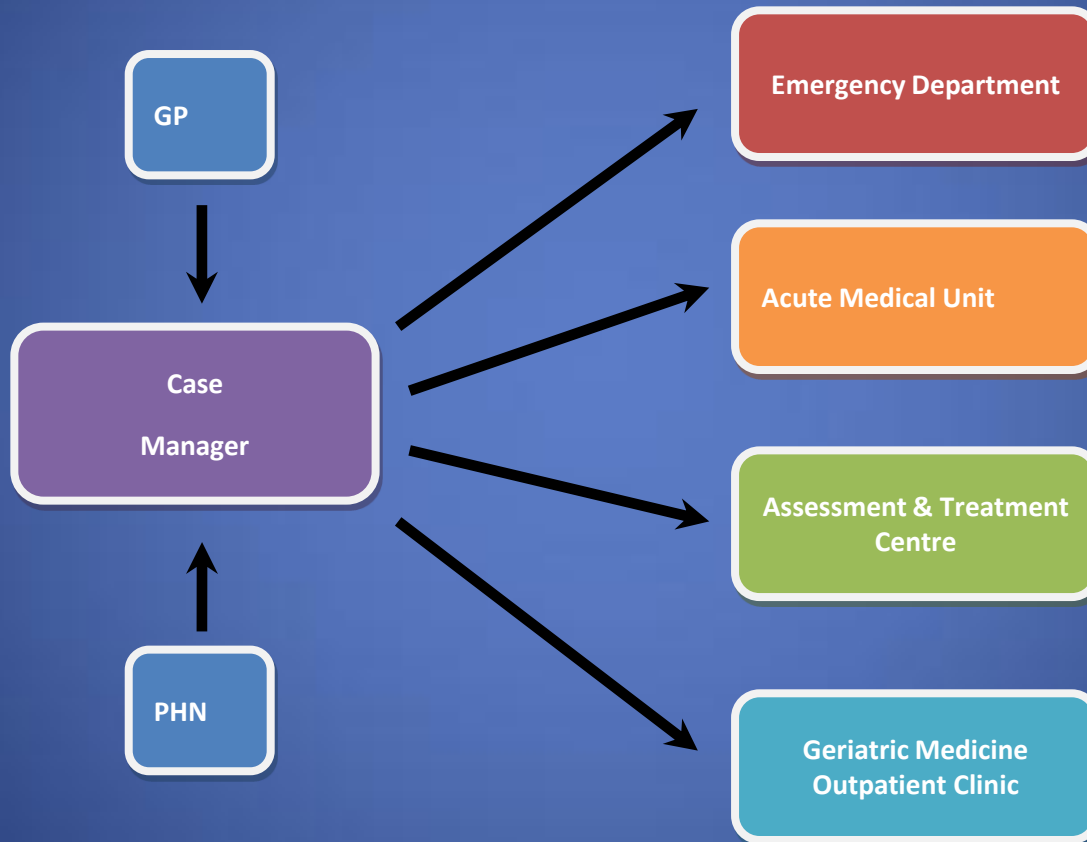 GP
Case
Manager
PHN
Emergency Department
Acute Medical Unit
Assessment & Treatment
Centre
Geriatric Medicine
Outpatient Clinic